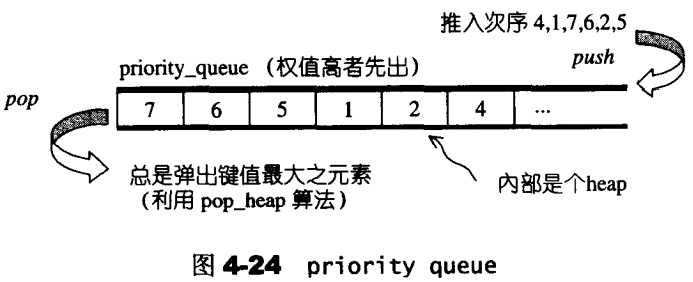 推入次序 4,1,7,6,2,5
push
priority_queue （权值高者先出）
pop
7 6 5 1 2 4 ...
总是弹出键值最大之元素
（利用 pop_heap 算法）
内部是个heap
图 4-24 priority queue